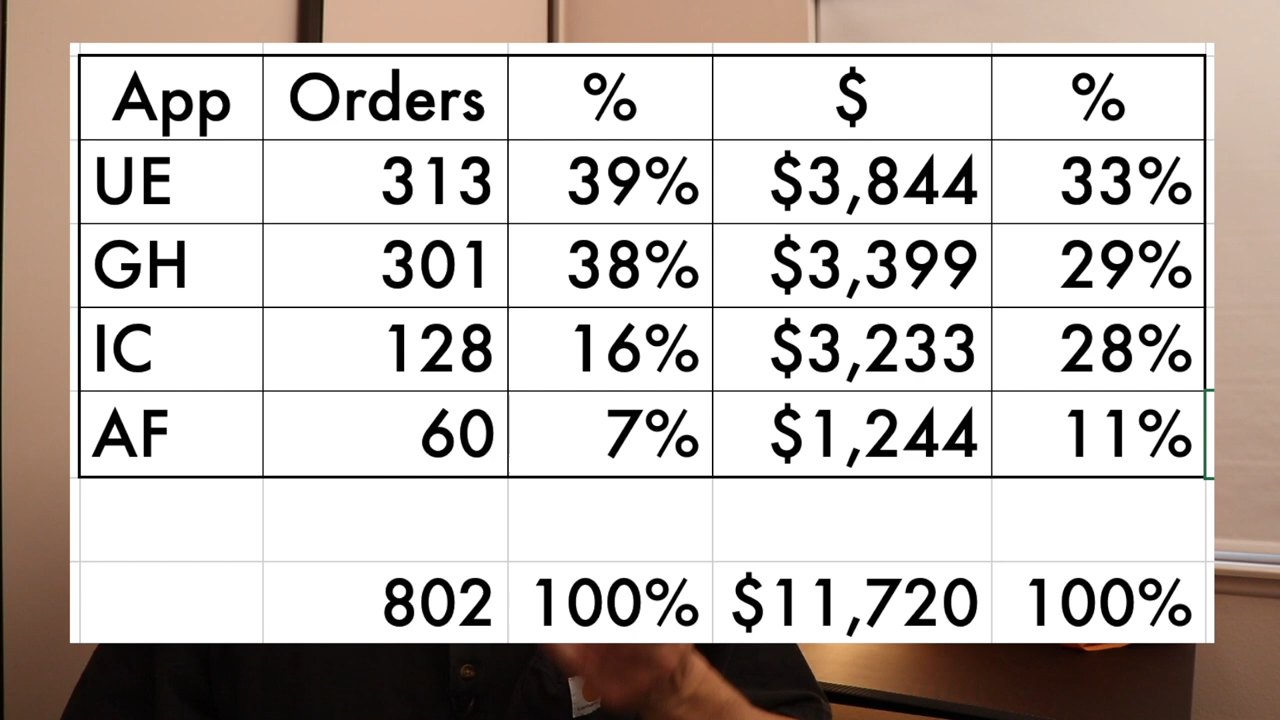 App Orders % $ %
UE 313 39% $3,844 33%
GH 301 38% $3,399 29%
IC 128 16% $3,233 28%
AF 60 7% $1,244 11%
802 100% $11,720 100%